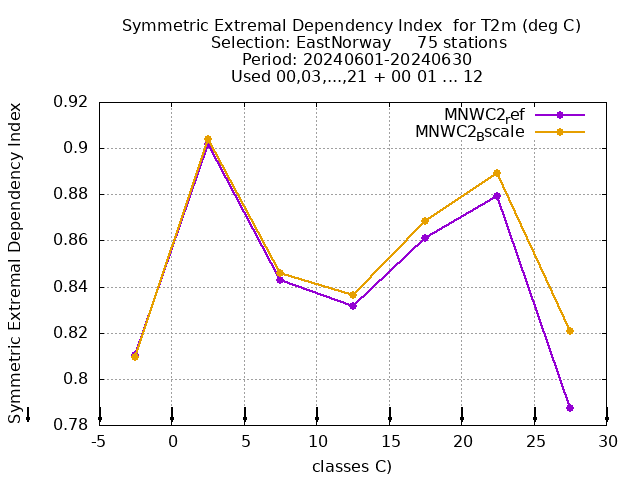 Symmetric Extremal Dependency Index for T2m (deg C)
Selection: EastNorway 75 stations
Period: 20240601-20240630
Used 00,03,...,21 + 00 01 ... 12
Symmetric Extremal Dependency Index
0.92
0.9
0.88
0.86
0.84
0.82
0.8
0.78
MNWC2ref
MNWC2Bscale
-5 0 5 10 15 20 25 30
classes C)